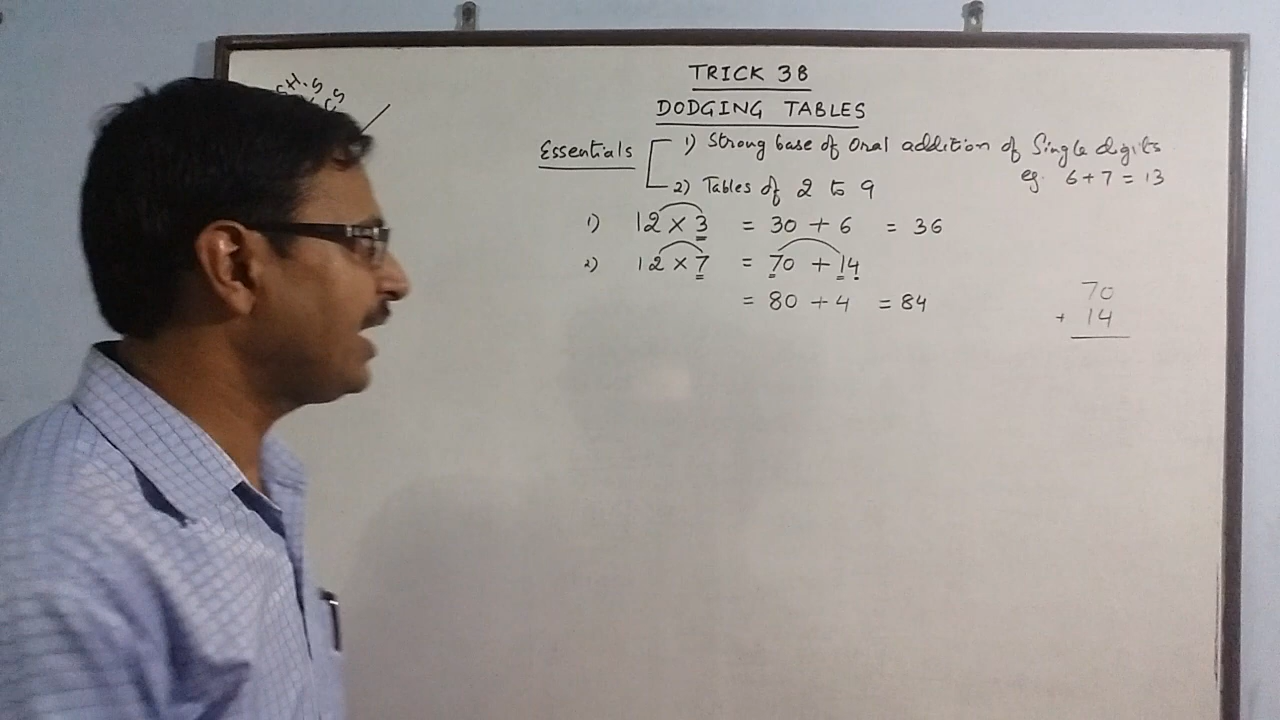 TRICK 3B
DODGING TABLES
Essentials 1) Strong base of oral addition of Single digits
eg. 6+7 = 13
2) Tables of 2 to 9
1) 12 × 3 = 30 + 6 = 36
2) 12 × 7 = 70 + 14
= 80 + 4 = 84
70
+ 14